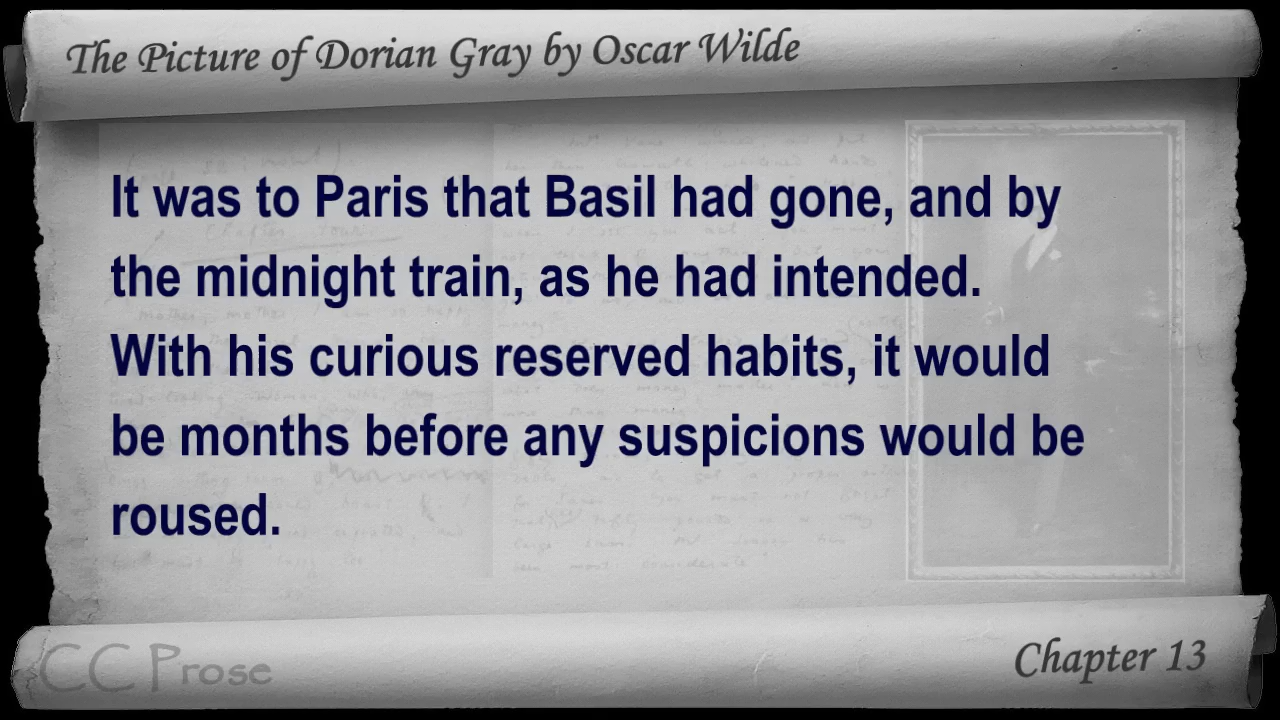 The Picture of Dorian Gray by Oscar Wilde
It was to Paris that Basil had gone, and by
the midnight train, as he had intended.
With his curious reserved habits, it would
be months before any suspicions would be
roused.
CC Prose
Chapter 13